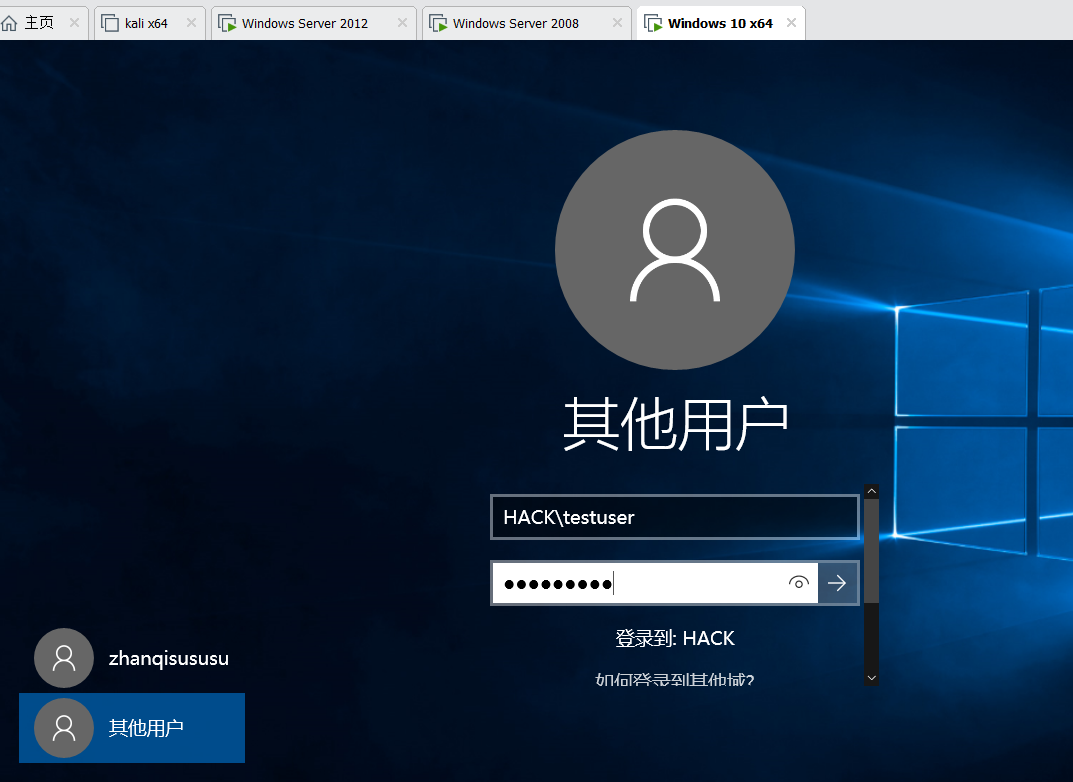 主页
kali x64
Windows Server 2012
Windows Server 2008
Windows 10 x64
其他用户
HACK\testuser
登录到: HACK
如何登录到其他域?
zhanqisususu
其他用户